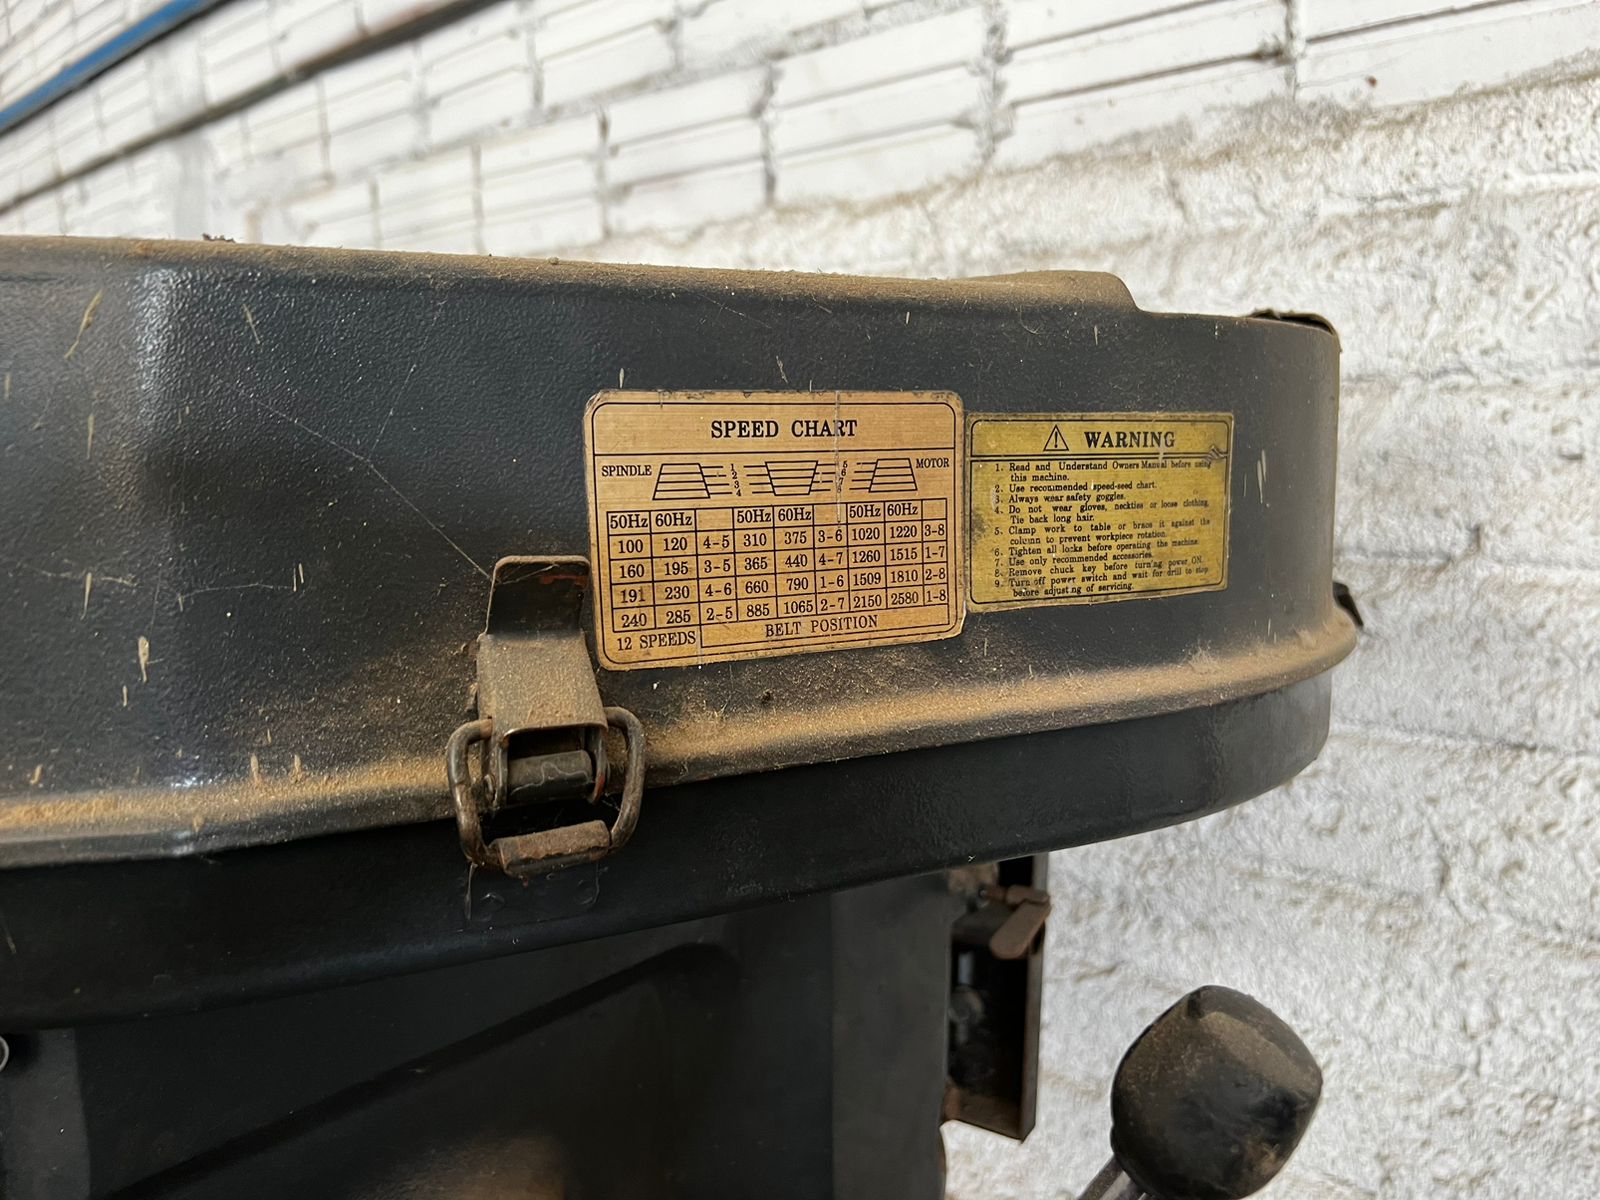 SPEED CHART
SPINDLE 1 2 3 4 5 6 7 8 MOTOR
50Hz 60Hz 50Hz 60Hz 50Hz 60Hz
100 120 4-5 310 375 3-6 1020 1220 3-8
160 195 3-5 365 440 4-7 1260 1515 1-7
191 230 4-6 660 790 1-6 1509 1810 2-8
240 285 2-5 885 1065 2-7 2150 2580 1-8
12 SPEEDS BELT POSITION
WARNING
1. Read and Understand Owners Manual before using
this machine.
2. Use recommended speed-seed chart.
3. Always wear safety goggles.
4. Do not wear gloves, neckties or loose clothing.
Tie back long hair.
5. Clamp work to table or brace it against the
column to prevent workpiece rotation.
6. Tighten all locks before operating the machine.
7. Use only recommended accessories.
8. Remove chuck key before turning power ON.
9. Turn off power switch and wait for drill to stop
before adjusting of servicing.